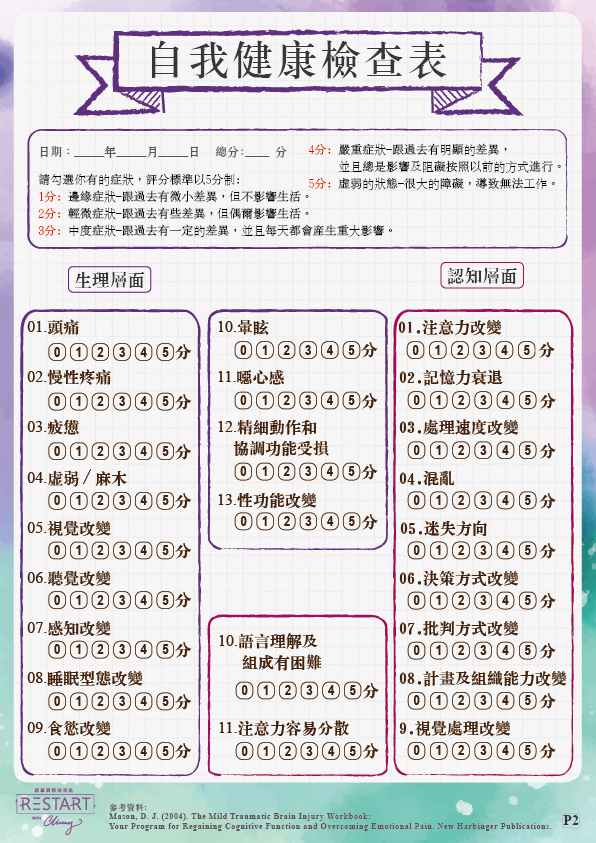 自我健康檢查表
日期：_____年_____月_____日　總分:____ 分
請勾選你有的症狀，評分標準以5分制：
1分：邊緣症狀-跟過去有微小差異，但不影響生活。
2分：輕微症狀-跟過去有些差異，但偶爾影響生活。
3分：中度症狀-跟過去有一定的差異，並且每天都會產生重大影響。
4分：嚴重症狀-跟過去有明顯的差異，
並且總是影響及阻礙按照以前的方式進行。
5分：虛弱的狀態-很大的障礙，導致無法工作。
生理層面
01.頭痛
0 1 2 3 4 5分
02.慢性疼痛
0 1 2 3 4 5分
03.疲憊
0 1 2 3 4 5分
04.虛弱／麻木
0 1 2 3 4 5分
05.視覺改變
0 1 2 3 4 5分
06.聽覺改變
0 1 2 3 4 5分
07.感知改變
0 1 2 3 4 5分
08.睡眠型態改變
0 1 2 3 4 5分
09.食慾改變
0 1 2 3 4 5分
10.暈眩
0 1 2 3 4 5分
11.噁心感
0 1 2 3 4 5分
12.精細動作和
協調功能受損
0 1 2 3 4 5分
13.性功能改變
0 1 2 3 4 5分
認知層面
01.注意力改變
0 1 2 3 4 5分
02.記憶力衰退
0 1 2 3 4 5分
03.處理速度改變
0 1 2 3 4 5分
04.混亂
0 1 2 3 4 5分
05.迷失方向
0 1 2 3 4 5分
06.決策方式改變
0 1 2 3 4 5分
07.批判方式改變
0 1 2 3 4 5分
08.計畫及組織能力改變
0 1 2 3 4 5分
9.視覺處理改變
0 1 2 3 4 5分
10.語言理解及
組成有困難
0 1 2 3 4 5分
11.注意力容易分散
0 1 2 3 4 5分
RESTART
WITH
參考資料:
Mason, D. J. (2004). The Mild Traumatic Brain Injury Workbook:
Your Program for Regaining Cognitive Function and Overcoming Emotional Pain. New Harbinger Publications.
P2